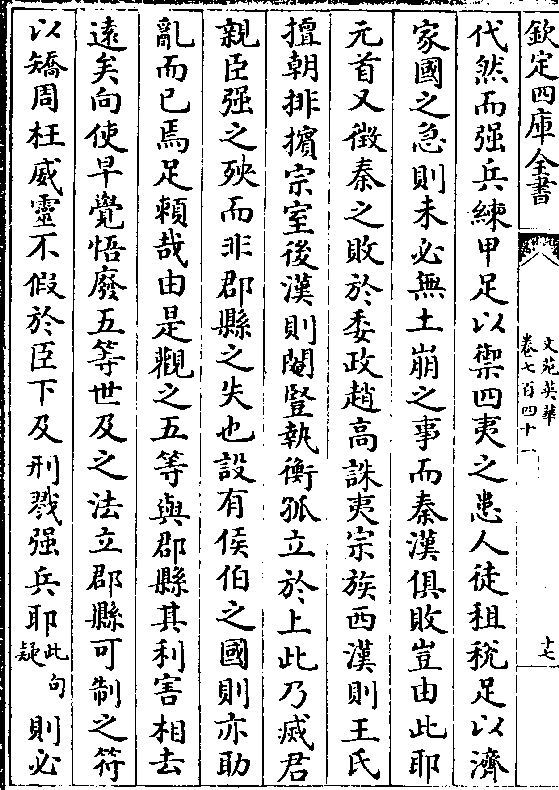 欽定四庫全書
文苑英華
卷七百四十一
十七
代然而强兵練甲足以禦四夷之患人徒租稅足以濟
家國之急則未必無土崩之事而秦漢俱敗豈由此耶
元首又徵秦之敗於委政趙高誅夷宗族西漢則王氏
擅朝排擯宗室後漢則閹豎執衡孤立於上此乃戚君
親臣强之殃而非郡縣之失也設有侯伯之國則亦助
亂而已焉足賴哉由是觀之五等與郡縣其利害相去
遠矣向使早覺悟廢五等世及之法立郡縣可制之符
以矯周枉威靈不假於臣下及刑戮强兵耶此句疑則必